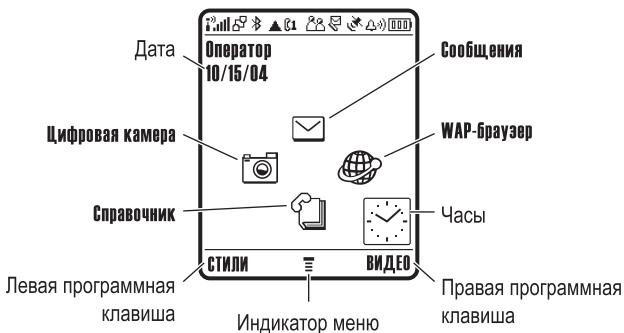 Дата
Оператор
10/15/04
Сообщения
Цифровая камера
WAP-браузер
Справочник
Часы
СТИЛИ
ВИДЕО
Левая программная
клавиша
Индикатор меню
Правая программная
клавиша